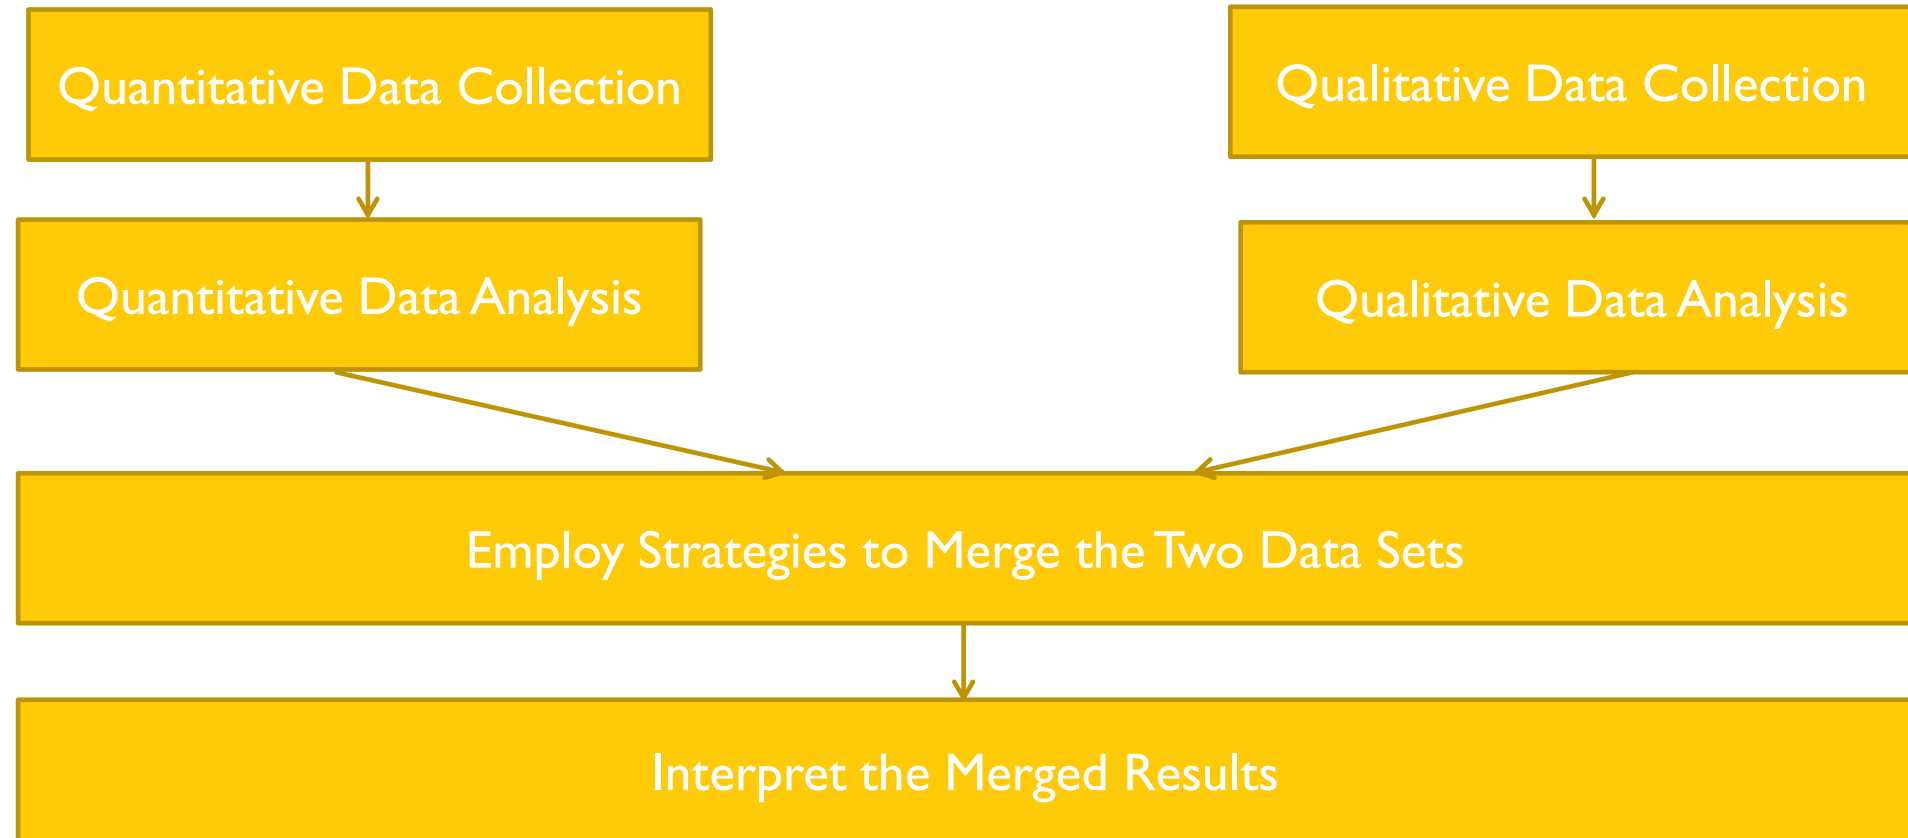 Quantitative Data Collection
Qualitative Data Collection
Quantitative Data Analysis
Qualitative Data Analysis
Employ Strategies to Merge the Two Data Sets
Interpret the Merged Results